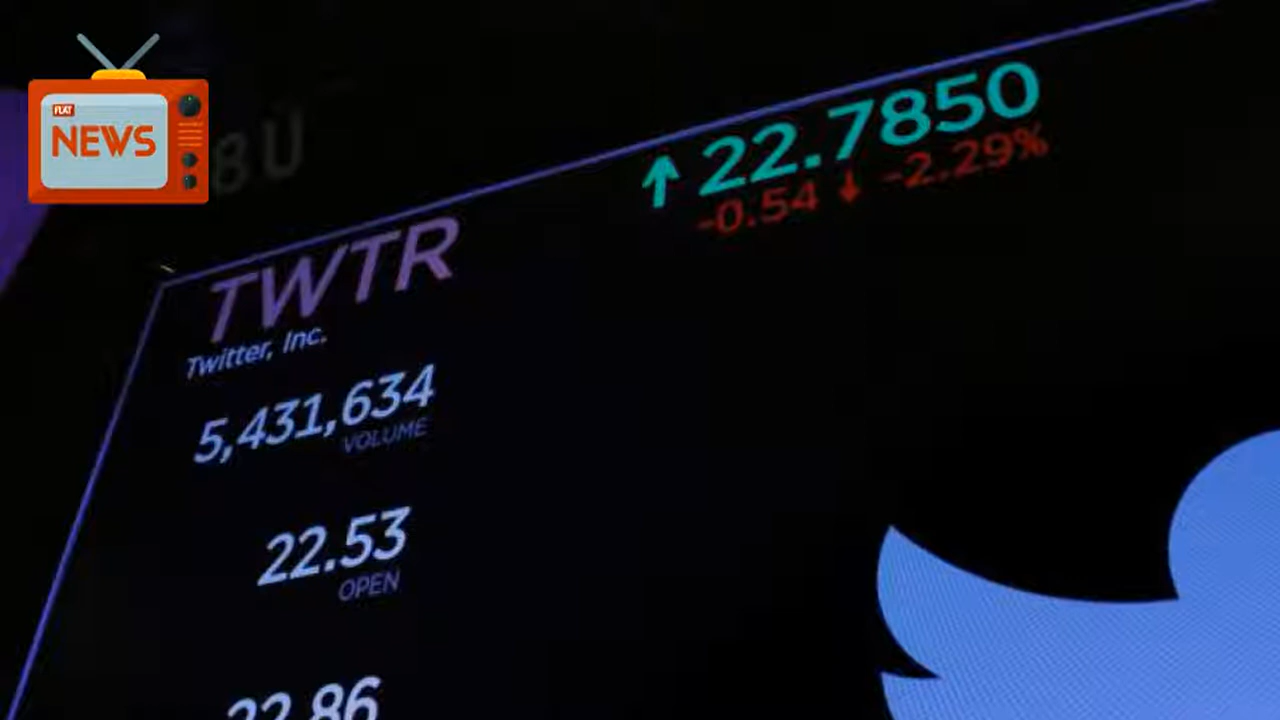 FLAT
NEWS
↑22.7850
-0.54 ↓ -2.29%
TWTR
Twitter, Inc.
5,431,634
VOLUME
22.53
OPEN
22.86